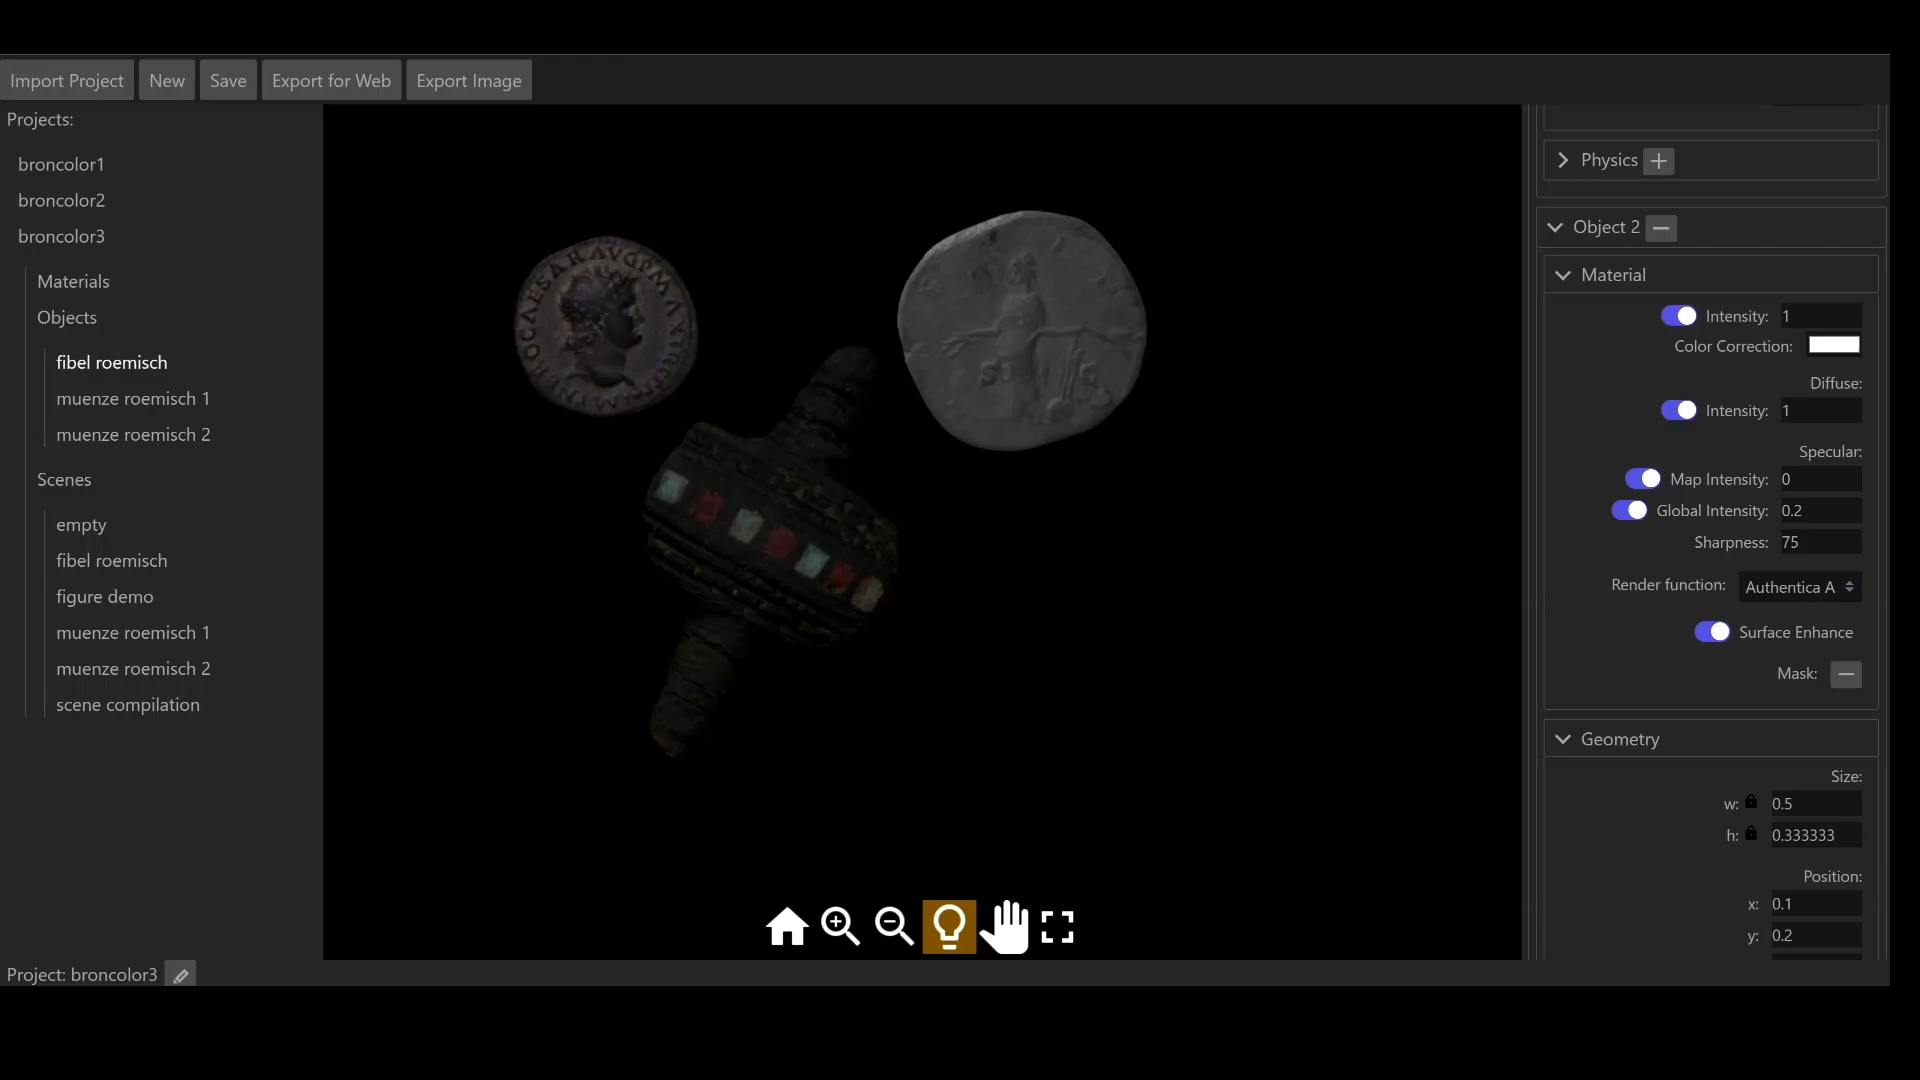 Import Project
New
Save
Export for Web
Export Image
Projects:
broncolor1
broncolor2
broncolor3
Materials
Objects
fibel roemisch
muenze roemisch 1
muenze roemisch 2
Scenes
empty
fibel roemisch
figure demo
muenze roemisch 1
muenze roemisch 2
scene compilation
Project: broncolor3
S C
Physics
Object 2
Material
Intensity: 1
Color Correction:
Diffuse:
Intensity: 1
Specular:
Map Intensity: 0
Global Intensity: 0.2
Sharpness: 75
Render function: Authentica A
Surface Enhance
Mask:
Geometry
Size:
w: 0.5
h: 0.333333
Position:
x: 0.1
y: 0.2